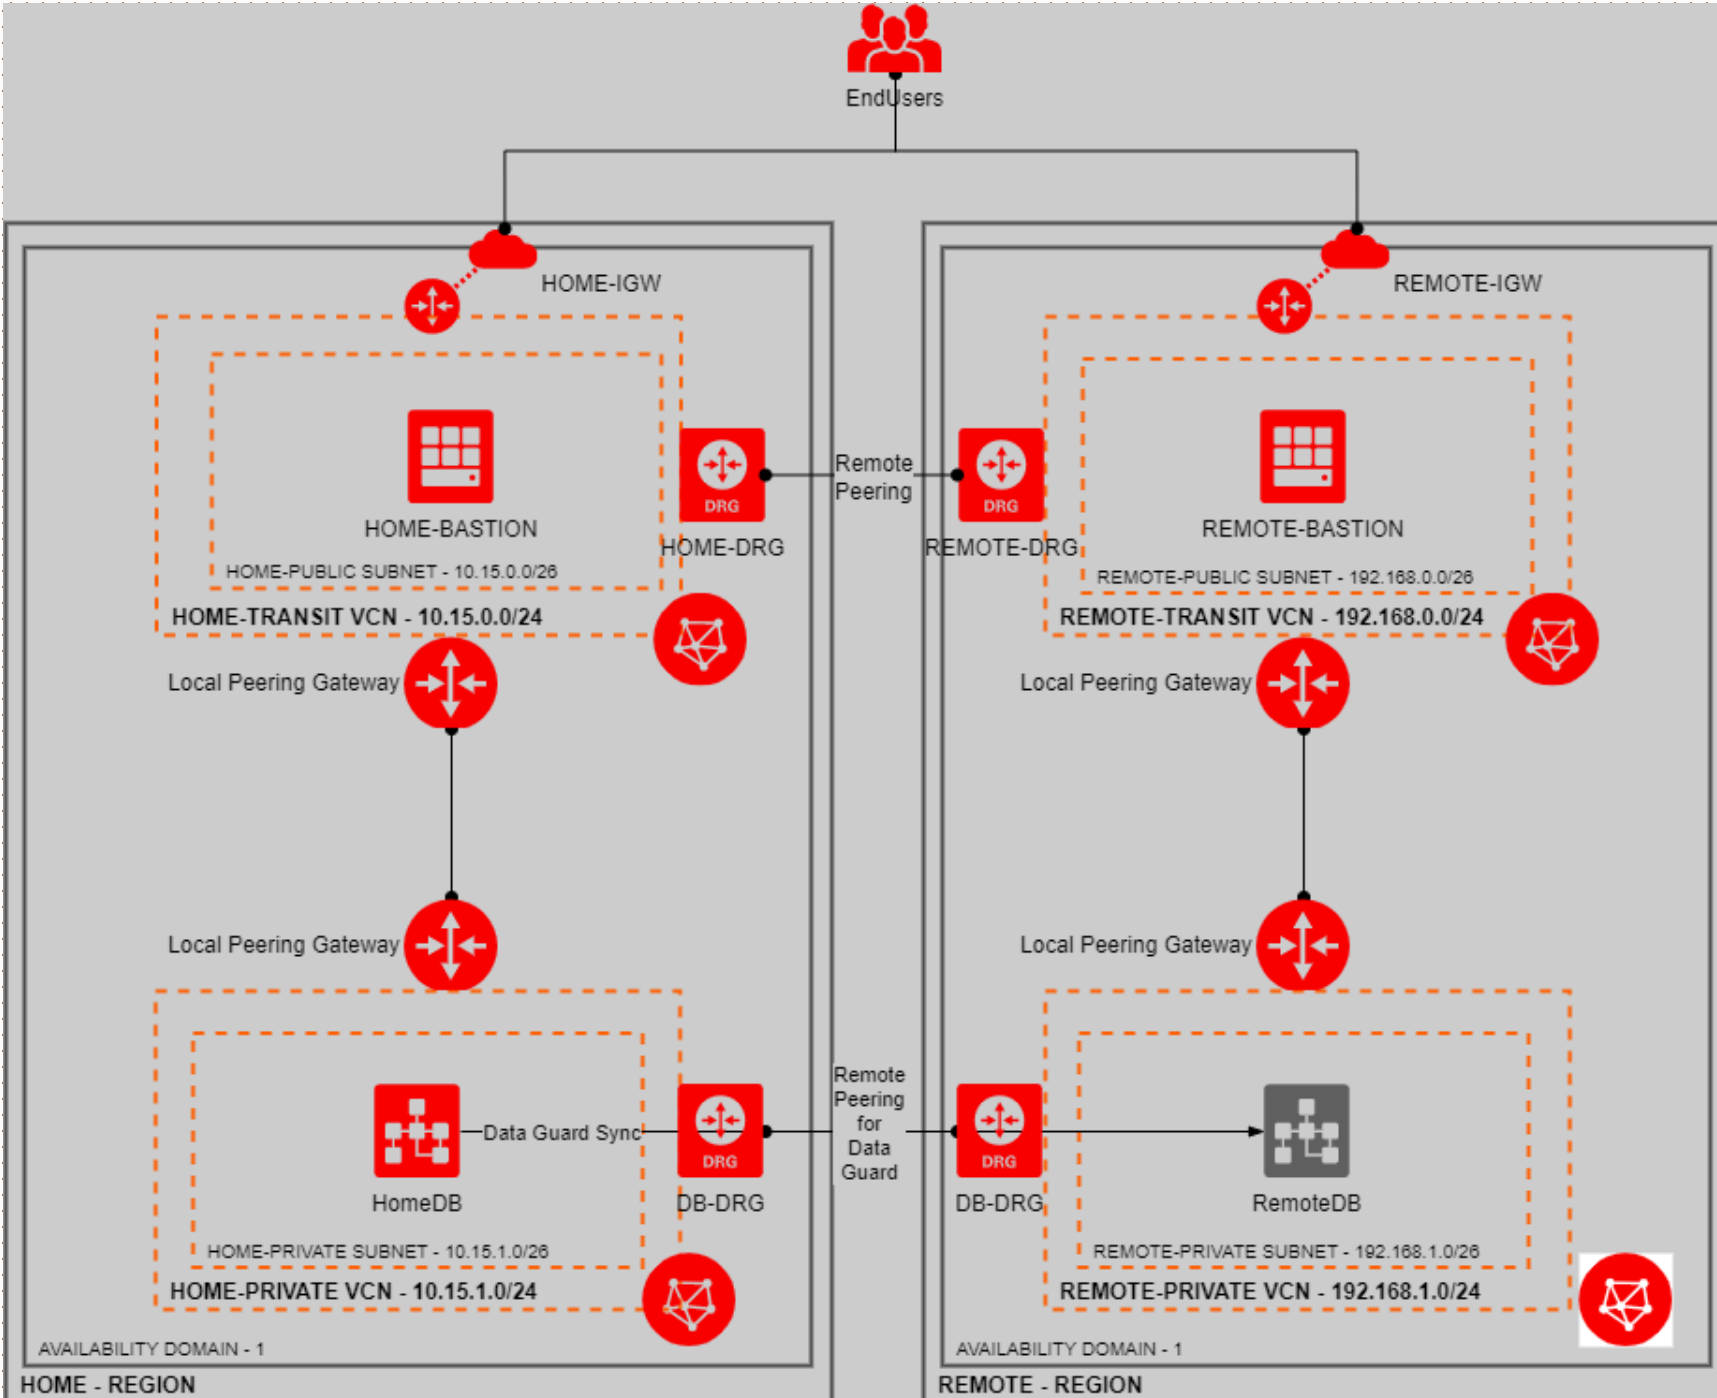 EndUsers
HOME-IGW
REMOTE-IGW
HOME-BASTION
HOME-PUBLIC SUBNET - 10.15.0.0/26
HOME-TRANSIT VCN - 10.15.0.0/24
DRG
HOME-DRG
Remote
Peering
DRG
REMOTE-DRG
REMOTE-BASTION
REMOTE-PUBLIC SUBNET - 192.168.0.0/26
REMOTE-TRANSIT VCN - 192.168.0.0/24
Local Peering Gateway
Local Peering Gateway
Local Peering Gateway
Local Peering Gateway
Data Guard Sync
HomeDB
HOME-PRIVATE SUBNET - 10.15.1.0/26
HOME-PRIVATE VCN - 10.15.1.0/24
DRG
DB-DRG
Remote
Peering
for
Data
Guard
DRG
DB-DRG
RemoteDB
REMOTE-PRIVATE SUBNET - 192.168.1.0/26
REMOTE-PRIVATE VCN - 192.168.1.0/24
AVAILABILITY DOMAIN - 1
AVAILABILITY DOMAIN - 1
HOME - REGION
REMOTE - REGION